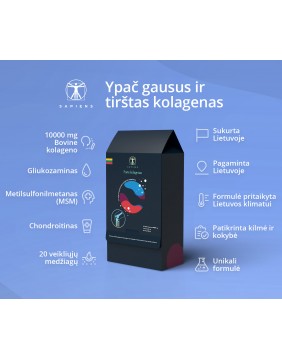 SAPIENS
Ypač gausus ir
tirštas kolagenas
10000 mg
Bovine
kolageno
Gliukozaminas
Metilsulfonilmetanas
(MSM)
Chondroitinas
20 veikliųjų
medžiagų
Sukurta
Lietuvoje
Pagaminta
Lietuvoje
Formulė pritaikyta
Lietuvos klimatui
Patikrinta kilmė ir
kokybė
Unikali
formulė